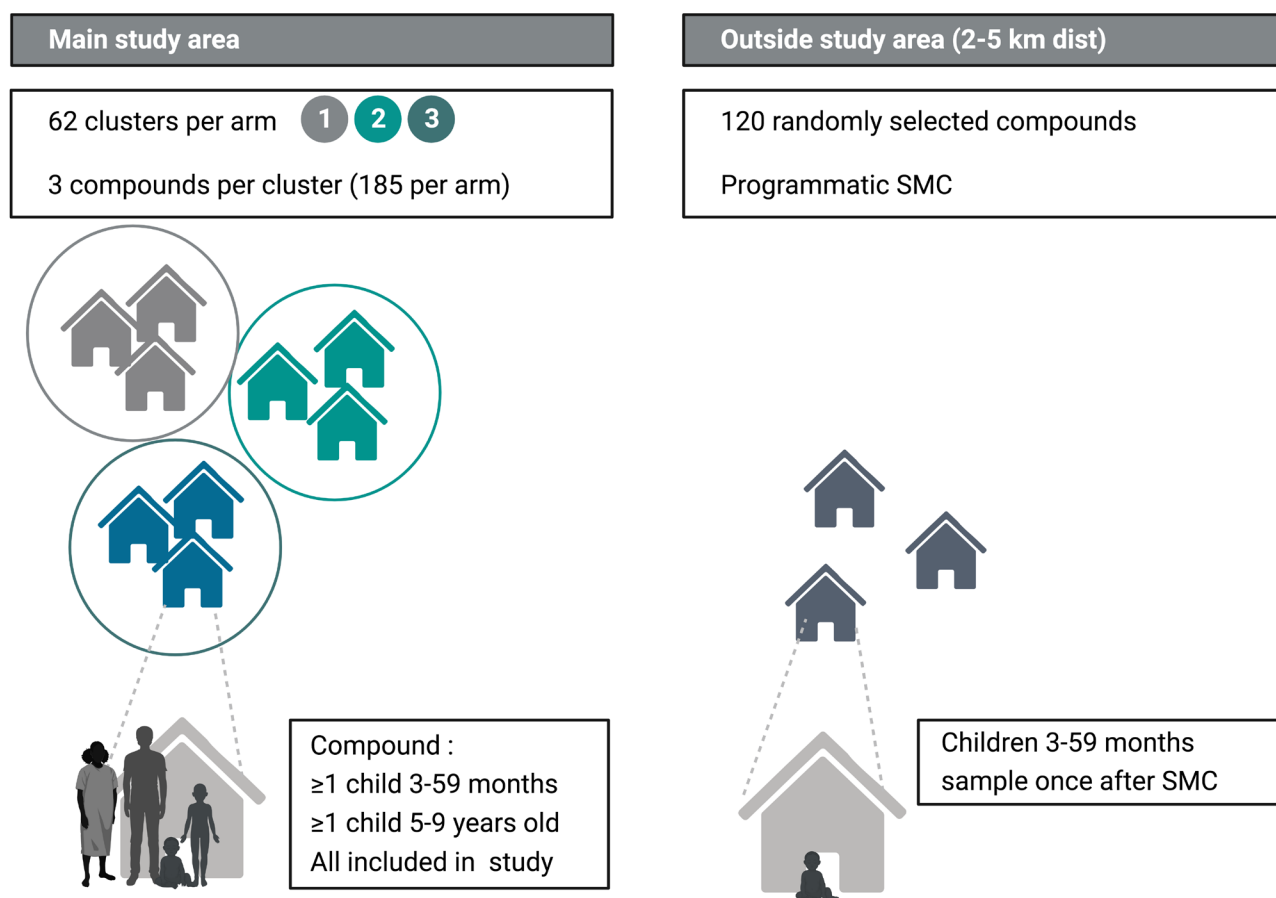 Main study area
62 clusters per arm 1 2 3
3 compounds per cluster (185 per arm)
Compound :
≥1 child 3-59 months
≥1 child 5-9 years old
All included in study
Outside study area (2-5 km dist)
120 randomly selected compounds
Programmatic SMC
Children 3-59 months
sample once after SMC